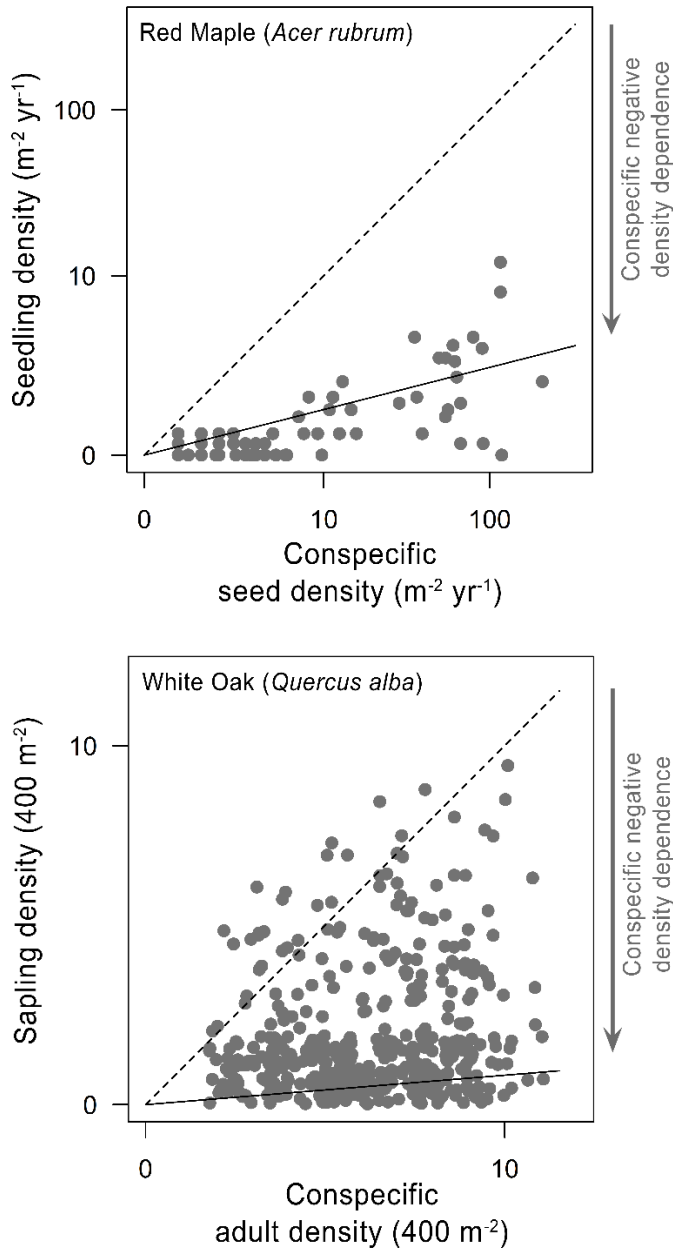 Red Maple (Acer rubrum)
Seedling density (m⁻² yr⁻¹)
100
10
0
0
10
100
Conspecific
seed density (m⁻² yr⁻¹)
Conspecific negative
density dependence
White Oak (Quercus alba)
Sapling density (400 m⁻²)
10
0
0
10
Conspecific
adult density (400 m⁻²)
Conspecific negative
density dependence